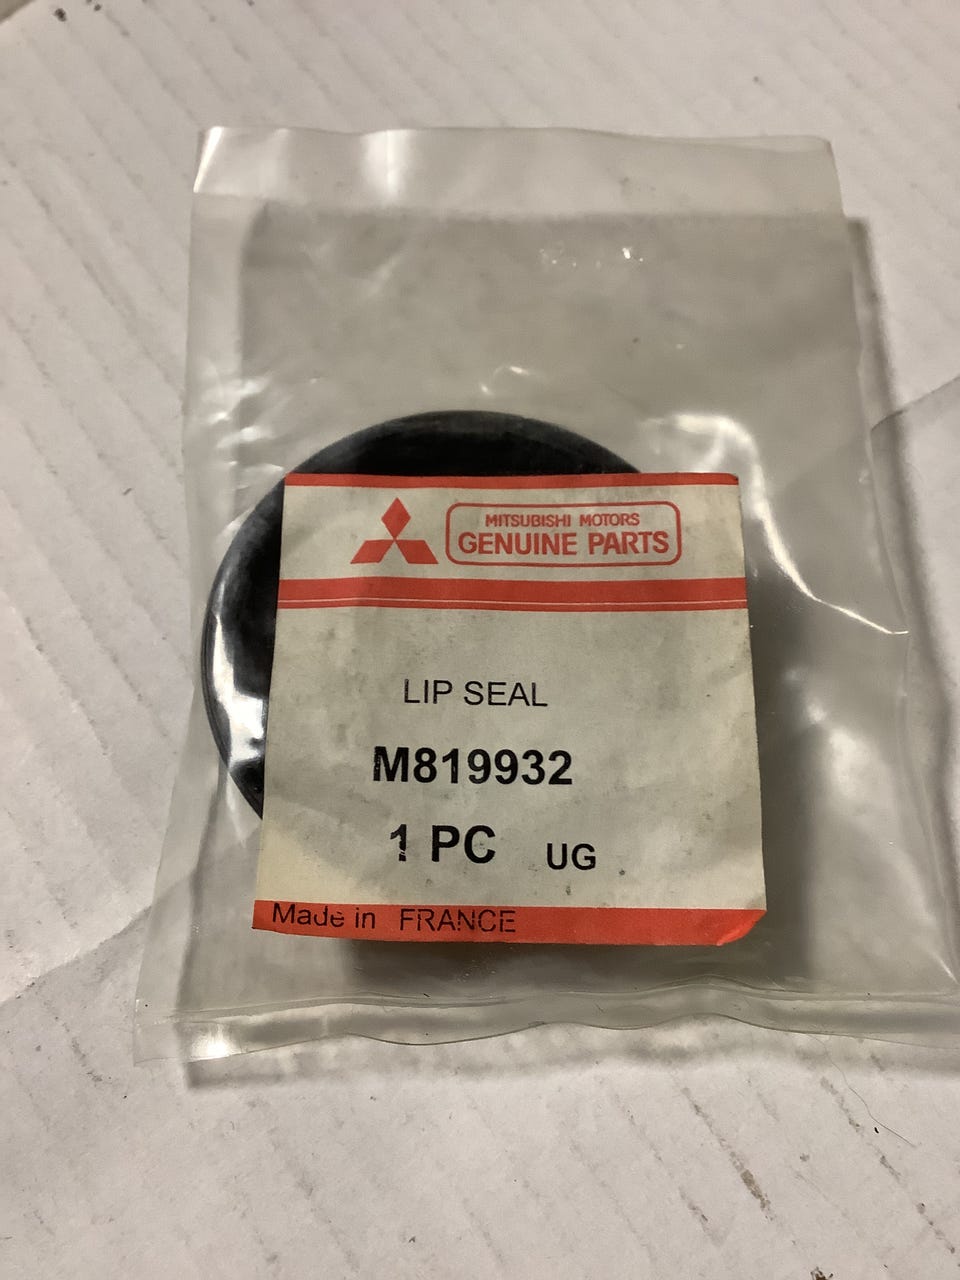 MITSUBISHI MOTORS
GENUINE PARTS
LIP SEAL
M819932
1 PC UG
Made in FRANCE